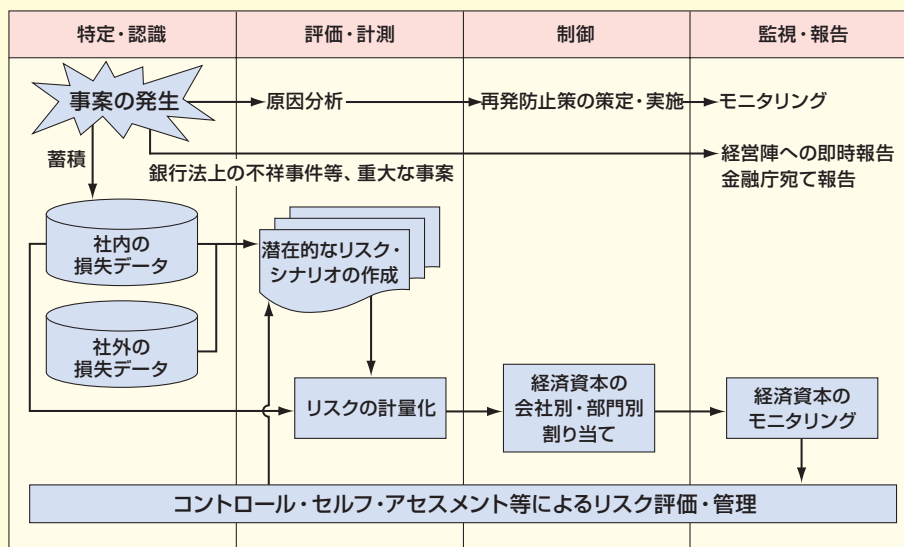 特定・認識
評価・計測
制御
監視・報告
事案の発生
原因分析
再発防止策の策定・実施
モニタリング
蓄積
銀行法上の不祥事件等、重大な事案
経営陣への即時報告
金融庁宛て報告
社内の
損失データ
潜在的なリスク・
シナリオの作成
社外の
損失データ
リスクの計量化
経済資本の
会社別・部門別
割り当て
経済資本の
モニタリング
コントロール・セルフ・アセスメント等によるリスク評価・管理